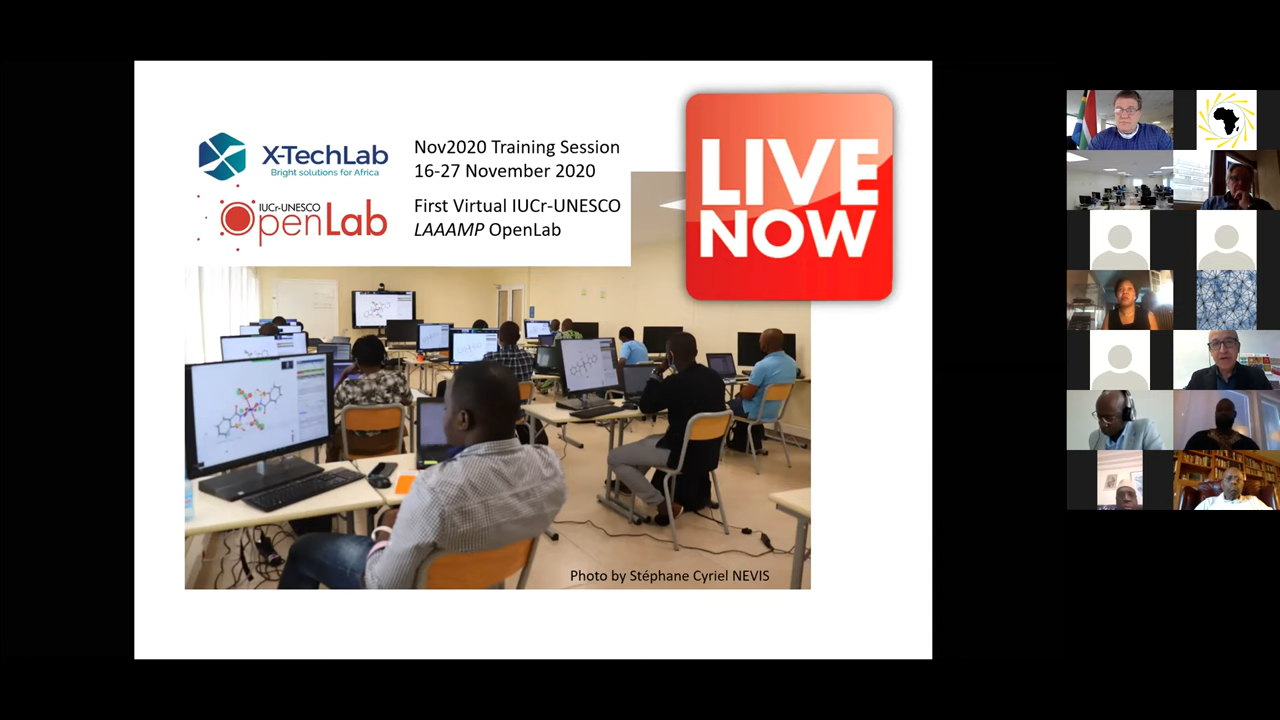 X-TechLab
Bright solutions for Africa
Nov2020 Training Session
16-27 November 2020
IUCr-UNESCO
OpenLab
First Virtual IUCr-UNESCO
LAAAMP OpenLab
LIVE
NOW
Photo by Stéphane Cyriel NEVIS